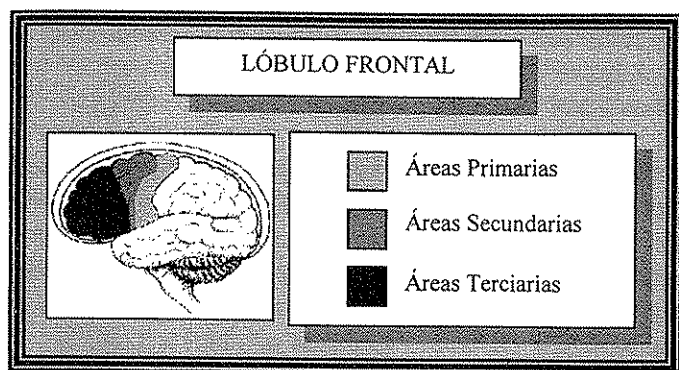 LÓBULO FRONTAL
Áreas Primarias
Áreas Secundarias
Áreas Terciarias